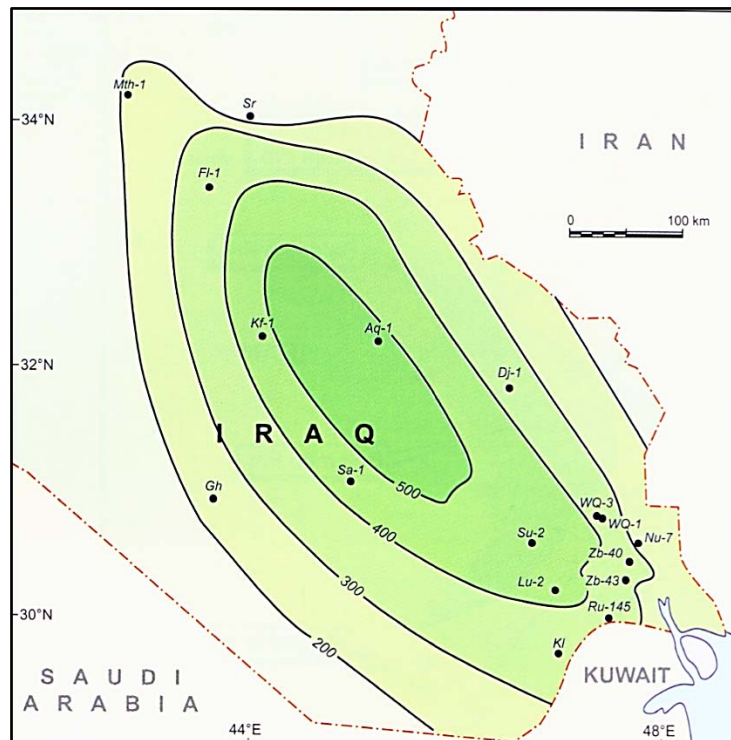 Mth-1
Sr
34°N
I R A N
Fl-1
0 100 km
Kf-1
Aq-1
32°N
Dj-1
I R A Q
Sa-1
500
Gh
WQ-3
WQ-1
400
Su-2
Nu-7
Zb-40
Lu-2
Zb-43
300
30°N
Ru-145
200
Kl
SAUDI
ARABIA
KUWAIT
44°E
48°E